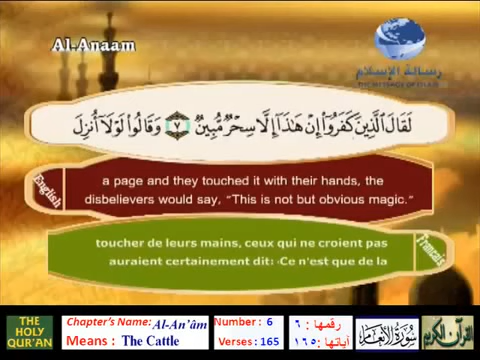 Al-Anaam
رسالة الإسلام
THE MESSAGE OF ISLAM
لَقَالَ الَّذِينَ كَفَرُوٓا۟ إِنْ هَٰذَآ إِلَّا سِحْرٌ مُّبِينٌ ٧ وَقَالُوا۟ لَوْلَآ أُنزِلَ
English
a page and they touched it with their hands, the
disbelievers would say, "This is not but obvious magic."
toucher de leurs mains, ceux qui ne croient pas
auraient certainement dit: «Ce n'est que de la
Francais
THE HOLY QUR'AN
Chapter's Name: Al-An'âm
Means : The Cattle
Number : 6
Verses : 165
رقمها : ٦
آياتها : ١٦٥
سورة الأنعام
القرآن الكريم